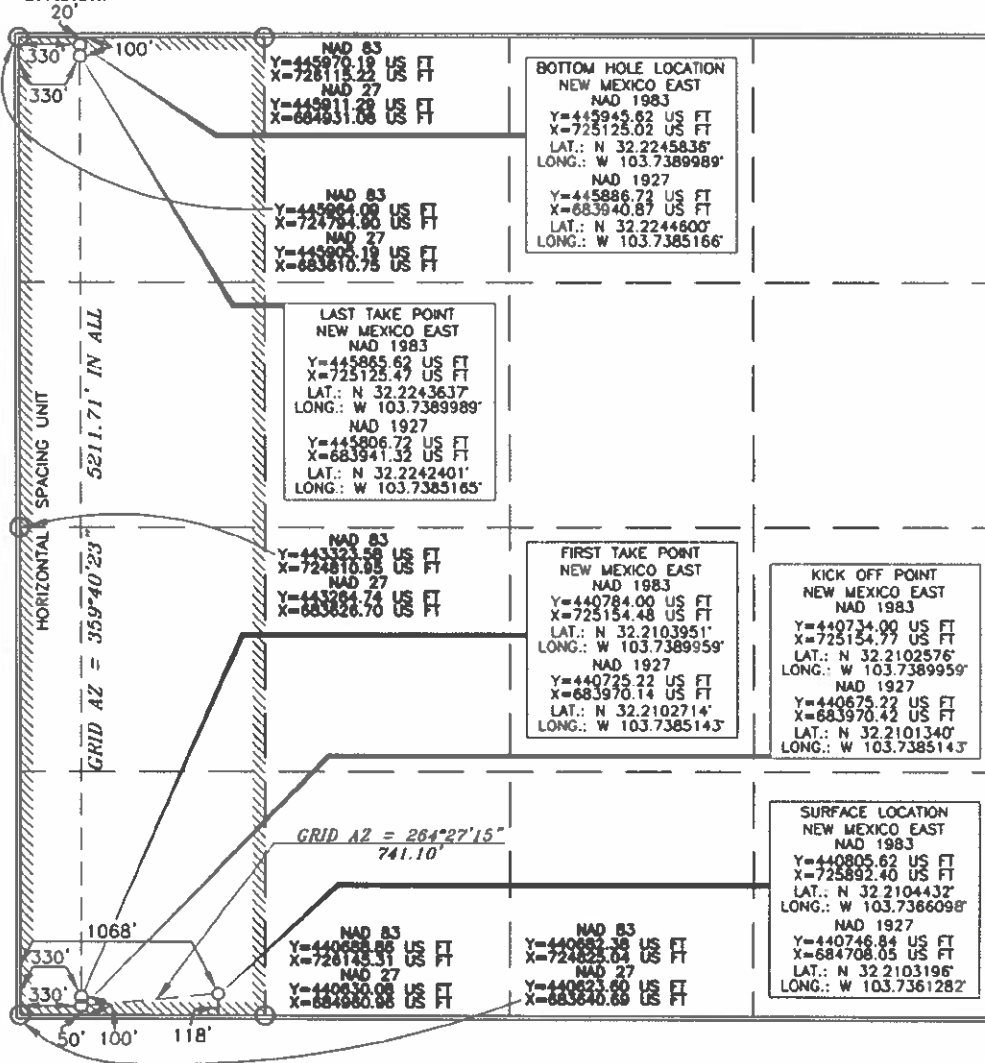 20'
330'
100'
330'
NAD 83
Y=445970.19 US FT
X=726115.22 US FT
NAD 27
Y=445911.29 US FT
X=684931.08 US FT
BOTTOM HOLE LOCATION
NEW MEXICO EAST
NAD 1983
Y=445945.62 US FT
X=725125.02 US FT
LAT.: N 32.2245836°
LONG.: W 103.7389989°
NAD 1927
Y=445886.72 US FT
X=683940.87 US FT
LAT.: N 32.2244600°
LONG.: W 103.7385166°
NAD 83
Y=445964.09 US FT
X=724794.90 US FT
NAD 27
Y=445905.19 US FT
X=683610.75 US FT
LAST TAKE POINT
NEW MEXICO EAST
NAD 1983
Y=445865.62 US FT
X=725125.47 US FT
LAT.: N 32.2243637°
LONG.: W 103.7389989°
NAD 1927
Y=445806.72 US FT
X=683941.32 US FT
LAT.: N 32.2242401°
LONG.: W 103.7385165°
HORIZONTAL SPACING UNIT
GRID AZ = 359°40'23"
5211.71' IN ALL
NAD 83
Y=443323.58 US FT
X=724810.95 US FT
NAD 27
Y=443264.74 US FT
X=683626.70 US FT
FIRST TAKE POINT
NEW MEXICO EAST
NAD 1983
Y=440784.00 US FT
X=725154.48 US FT
LAT.: N 32.2103951°
LONG.: W 103.7389959°
NAD 1927
Y=440725.22 US FT
X=683970.14 US FT
LAT.: N 32.2102714°
LONG.: W 103.7385143°
KICK OFF POINT
NEW MEXICO EAST
NAD 1983
Y=440734.00 US FT
X=725154.77 US FT
LAT.: N 32.2102576°
LONG.: W 103.7389959°
NAD 1927
Y=440675.22 US FT
X=683970.42 US FT
LAT.: N 32.2101340°
LONG.: W 103.7385143°
GRID AZ = 264°27'15"
741.10'
SURFACE LOCATION
NEW MEXICO EAST
NAD 1983
Y=440805.62 US FT
X=725892.40 US FT
LAT.: N 32.2104432°
LONG.: W 103.7366098°
NAD 1927
Y=440746.84 US FT
X=684708.05 US FT
LAT.: N 32.2103196°
LONG.: W 103.7361282°
1068'
330'
330'
50'
100'
118'
NAD 83
Y=440688.86 US FT
X=726145.31 US FT
NAD 27
Y=440630.08 US FT
X=684960.96 US FT
NAD 83
Y=440682.38 US FT
X=724825.04 US FT
NAD 27
Y=440623.60 US FT
X=683640.69 US FT